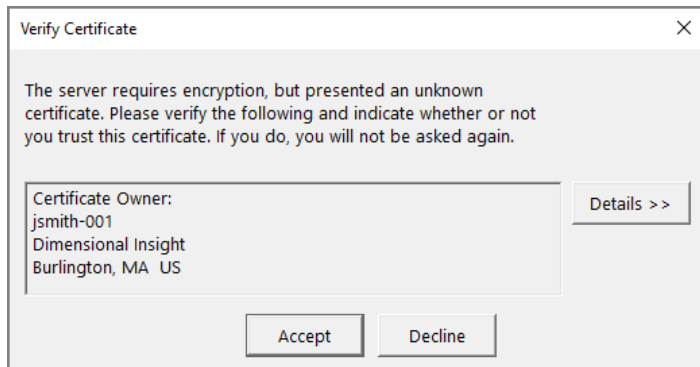 Verify Certificate
The server requires encryption, but presented an unknown
certificate. Please verify the following and indicate whether or not
you trust this certificate. If you do, you will not be asked again.
Certificate Owner:
jsmith-001
Dimensional Insight
Burlington, MA  US
Details >>
Accept
Decline